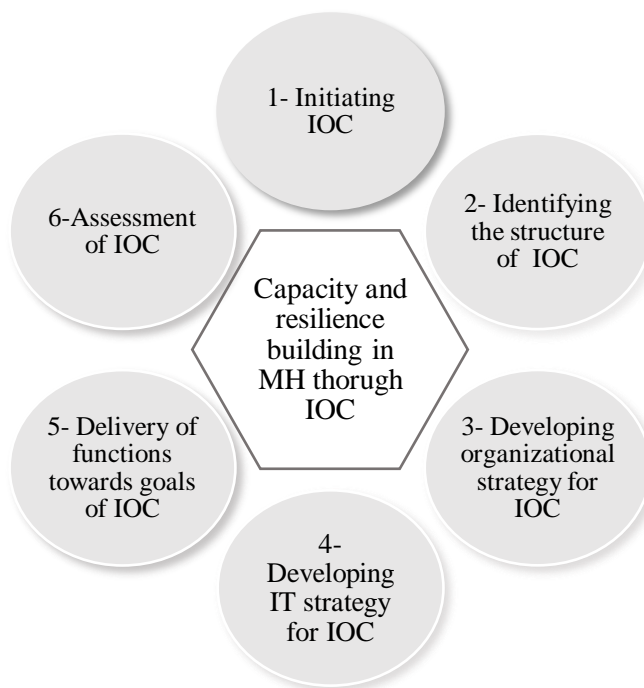 1- Initiating
IOC
2- Identifying
the structure
of IOC
3- Developing
organizational
strategy for
IOC
4-
Developing
IT strategy
for IOC
5- Delivery of
functions
towards goals
of IOC
6-Assessment
of IOC
Capacity and
resilience
building in
MH thorugh
IOC